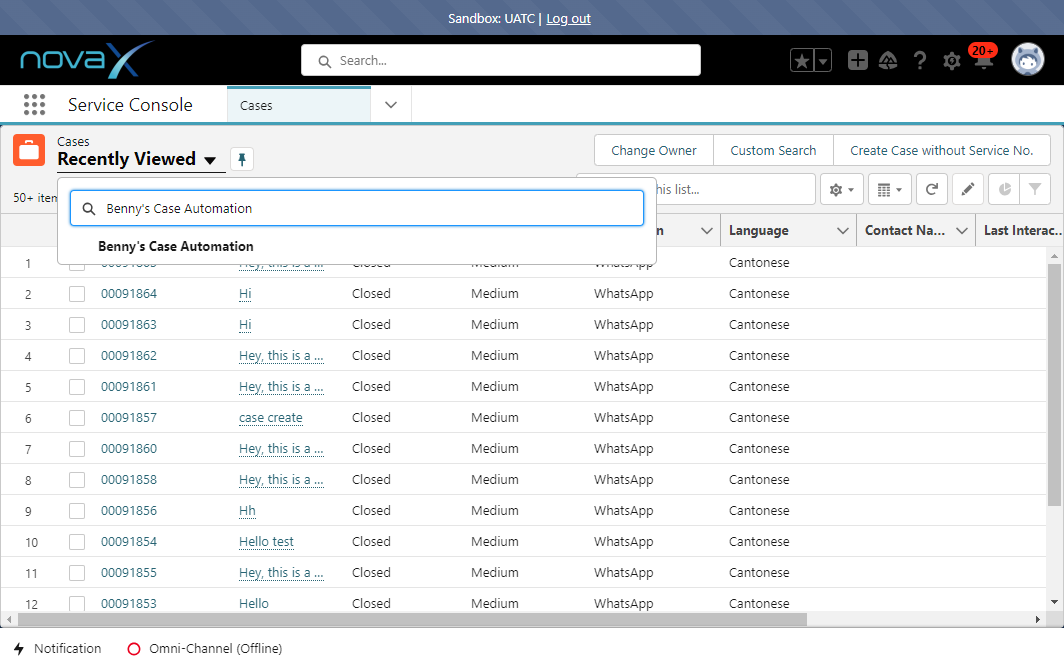 Sandbox: UATC | Log out
novaX
Search...
20+
Service Console
Cases
Cases
Recently Viewed
Change Owner
Custom Search
Create Case without Service No.
50+
his list...
Benny's Case Automation
Benny's Case Automation
Language
Contact Na...
Last Interac...
1 Closed WhatsApp Cantonese
2 00091864 Hi Closed Medium WhatsApp Cantonese
3 00091863 Hi Closed Medium WhatsApp Cantonese
4 00091862 Hey, this is a ... Closed Medium WhatsApp Cantonese
5 00091861 Hey, this is a ... Closed Medium WhatsApp Cantonese
6 00091857 case create Closed Medium WhatsApp Cantonese
7 00091860 Hey, this is a ... Closed Medium WhatsApp Cantonese
8 00091858 Hey, this is a ... Closed Medium WhatsApp Cantonese
9 00091856 Hh Closed Medium WhatsApp Cantonese
10 00091854 Hello test Closed Medium WhatsApp Cantonese
11 00091855 Hey, this is a ... Closed Medium WhatsApp Cantonese
12 00091853 Hello Closed Medium WhatsApp Cantonese
Notification
Omni-Channel (Offline)